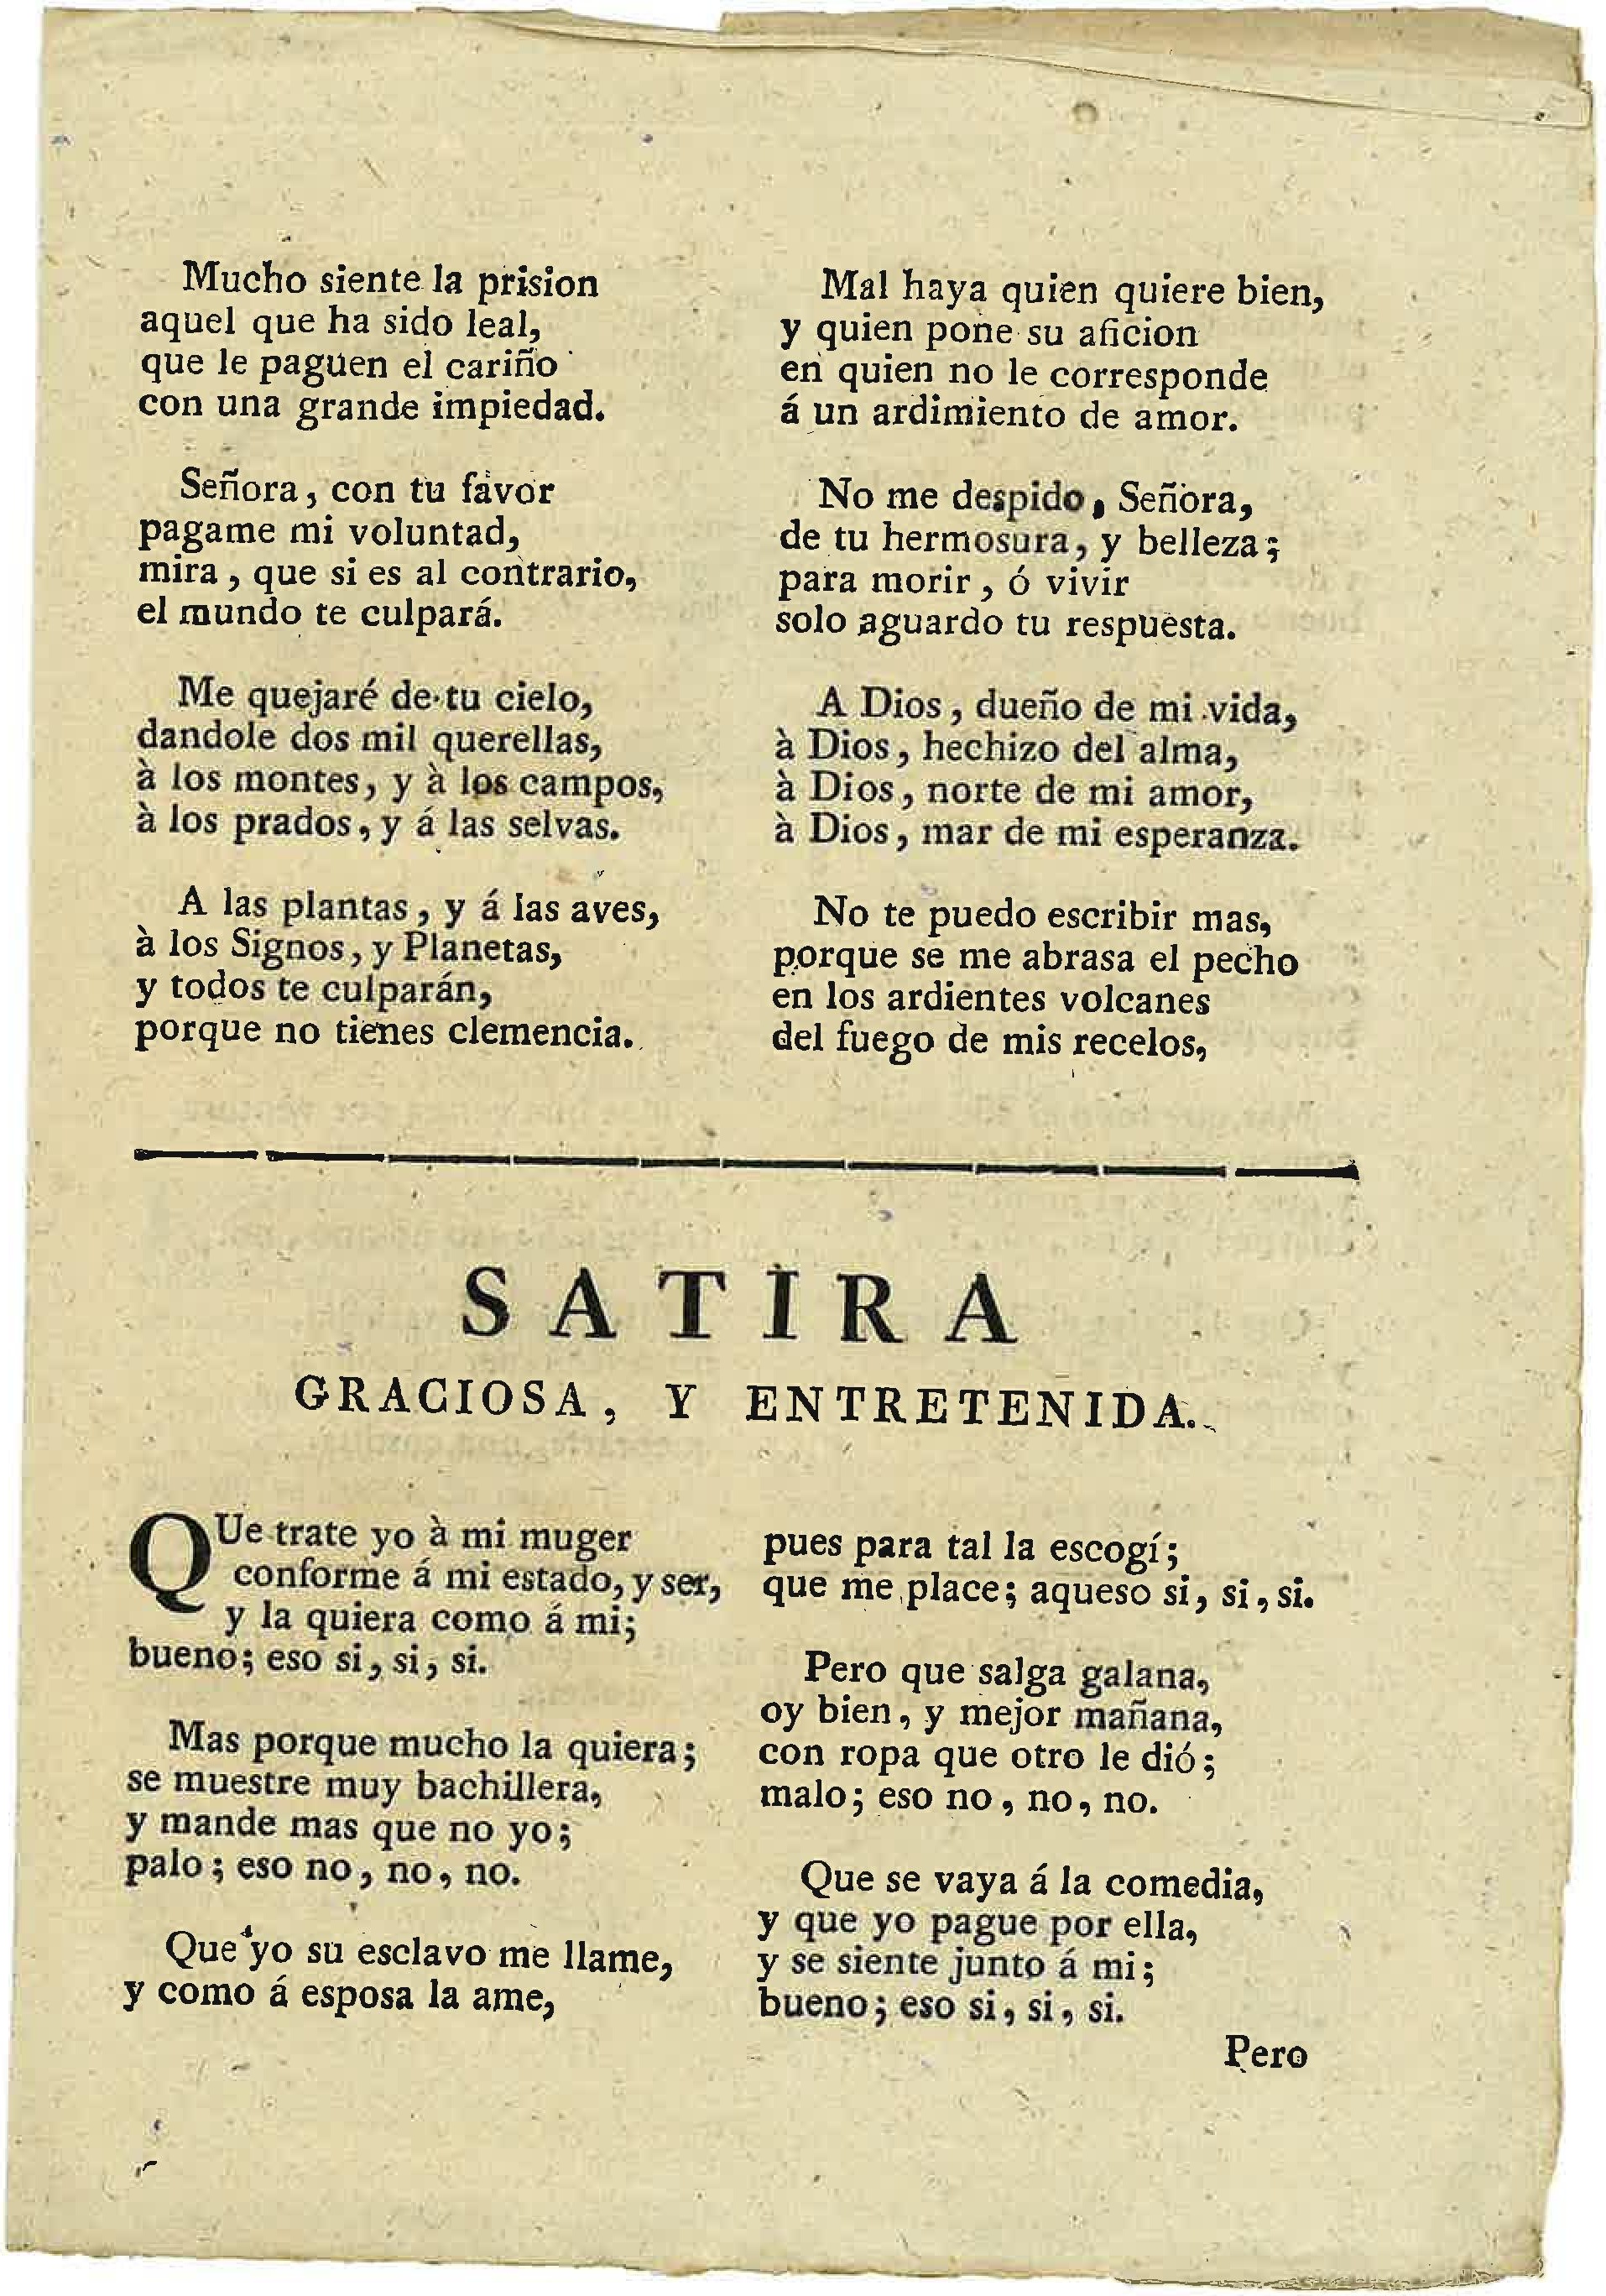 Mucho siente la prision
aquel que ha sido leal,
que le paguen el cariño
con una grande impiedad.
Señora, con tu favor
pagame mi voluntad,
mira, que si es al contrario,
el mundo te culpará.
Me quejaré de tu cielo,
dandole dos mil querellas,
à los montes, y à los campos,
à los prados, y á las selvas.
A las plantas, y á las aves,
à los Signos, y Planetas,
y todos te culparán,
porque no tienes clemencia.
Mal haya quien quiere bien,
y quien pone su aficion
en quien no le corresponde
á un ardimiento de amor.
No me despido, Señora,
de tu hermosura, y belleza;
para morir, ó vivir
solo aguardo tu respuesta.
A Dios, dueño de mi vida,
à Dios, hechizo del alma,
à Dios, norte de mi amor,
à Dios, mar de mi esperanza.
No te puedo escribir mas,
porque se me abrasa el pecho
en los ardientes volcanes
del fuego de mis recelos,
SATIRA
GRACIOSA, Y ENTRETENIDA.
QUe trate yo à mi muger
conforme á mi estado, y ser,
y la quiera como á mi;
bueno; eso si, si, si.
Mas porque mucho la quiera;
se muestre muy bachillera,
y mande mas que no yo;
palo; eso no, no, no.
Que yo su esclavo me llame,
y como á esposa la ame,
pues para tal la escogí;
que me place; aqueso si, si, si.
Pero que salga galana,
oy bien, y mejor mañana,
con ropa que otro le dió;
malo; eso no, no, no.
Que se vaya á la comedia,
y que yo pague por ella,
y se siente junto á mi;
bueno; eso si, si, si.
Pero